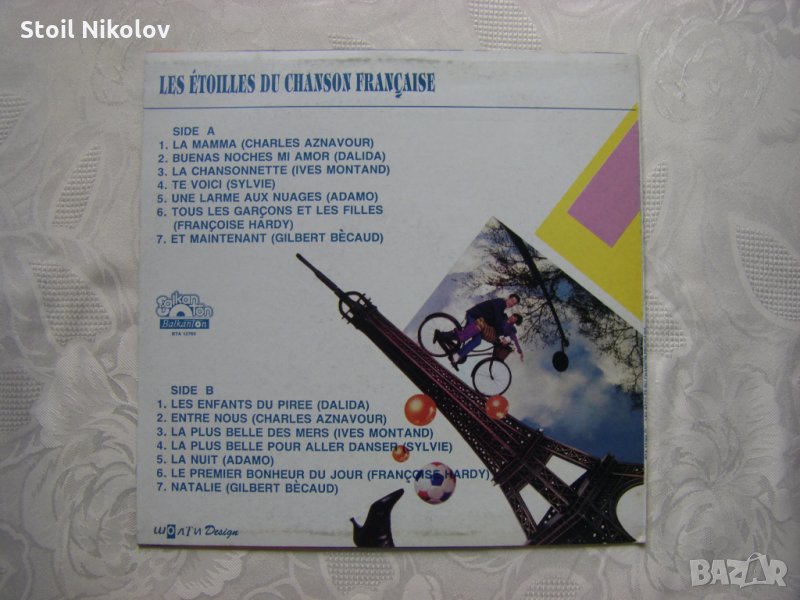 Stoil Nikolov
LES ÉTOILLES DU CHANSON FRANÇAISE
SIDE A
1. LA MAMMA (CHARLES AZNAVOUR)
2. BUENAS NOCHES MI AMOR (DALIDA)
3. LA CHANSONNETTE (IVES MONTAND)
4. TE VOICI (SYLVIE)
5. UNE LARME AUX NUAGES (ADAMO)
6. TOUS LES GARÇONS ET LES FILLES
(FRANÇOISE HARDY)
7. ET MAINTENANT (GILBERT BÈCAUD)
Balkan
Ton
Balkanton
SIDE B
1. LES ENFANTS DU PIREE (DALIDA)
2. ENTRE NOUS (CHARLES AZNAVOUR)
3. LA PLUS BELLE DES MERS (IVES MONTAND)
4. LA PLUS BELLE POUR ALLER DANSER (SYLVIE)
5. LA NUIT (ADAMO)
6. LE PREMIER BONHEUR DU JOUR (FRANÇOISE HARDY)
7. NATALIE (GILBERT BÈCAUD)
Design
BAZAR